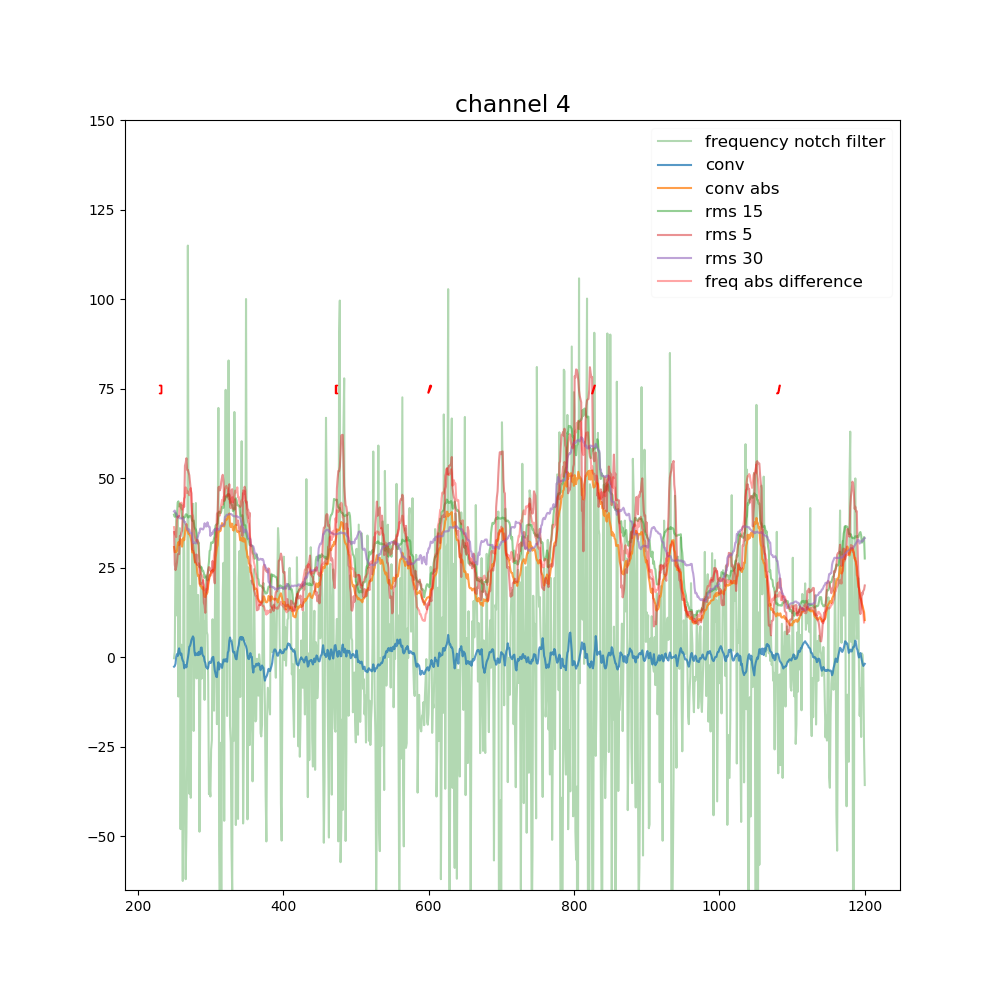 channel 4
150
125
100
75
50
25
0
−25
−50
200 400 600 800 1000 1200
frequency notch filter
conv
conv abs
rms 15
rms 5
rms 30
freq abs difference